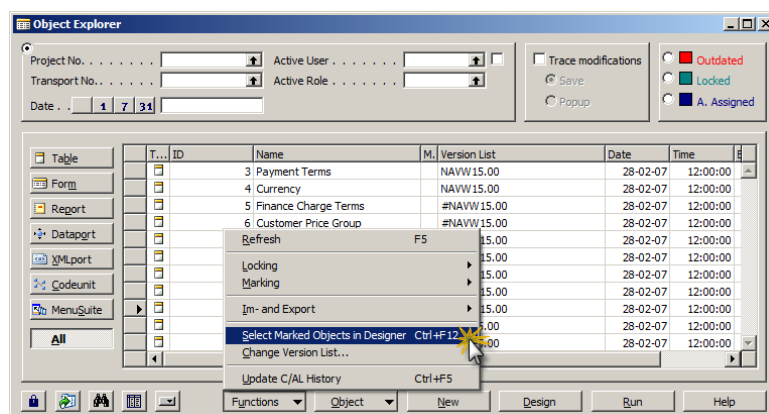 Object Explorer
Project No. . . . . . . . Active User . . . . . . . Trace modifications Outdated
Transport No. . . . . . Active Role . . . . . . . Save Locked
Date . . 1 7 31 Popup A. Assigned
T... ID Name M. Version List Date Time
Table 3 Payment Terms NAVW15.00 28-02-07 12:00:00
4 Currency NAVW15.00 28-02-07 12:00:00
Form 5 Finance Charge Terms #NAVW15.00 28-02-07 12:00:00
Report 6 Customer Price Group #NAVW15.00 28-02-07 12:00:00
Refresh F5 15.00 28-02-07 12:00:00
Dataport 15.00 28-02-07 12:00:00
XMLport Locking 15.00 28-02-07 12:00:00
Codeunit Marking 15.00 28-02-07 12:00:00
MenuSuite Im- and Export 15.00 28-02-07 12:00:00
All Select Marked Objects in Designer Ctrl+F12 .00 28-02-07 12:00:00
Change Version List... .00 28-02-07 12:00:00
Update C/AL History Ctrl+F5
Functions Object New Design Run Help